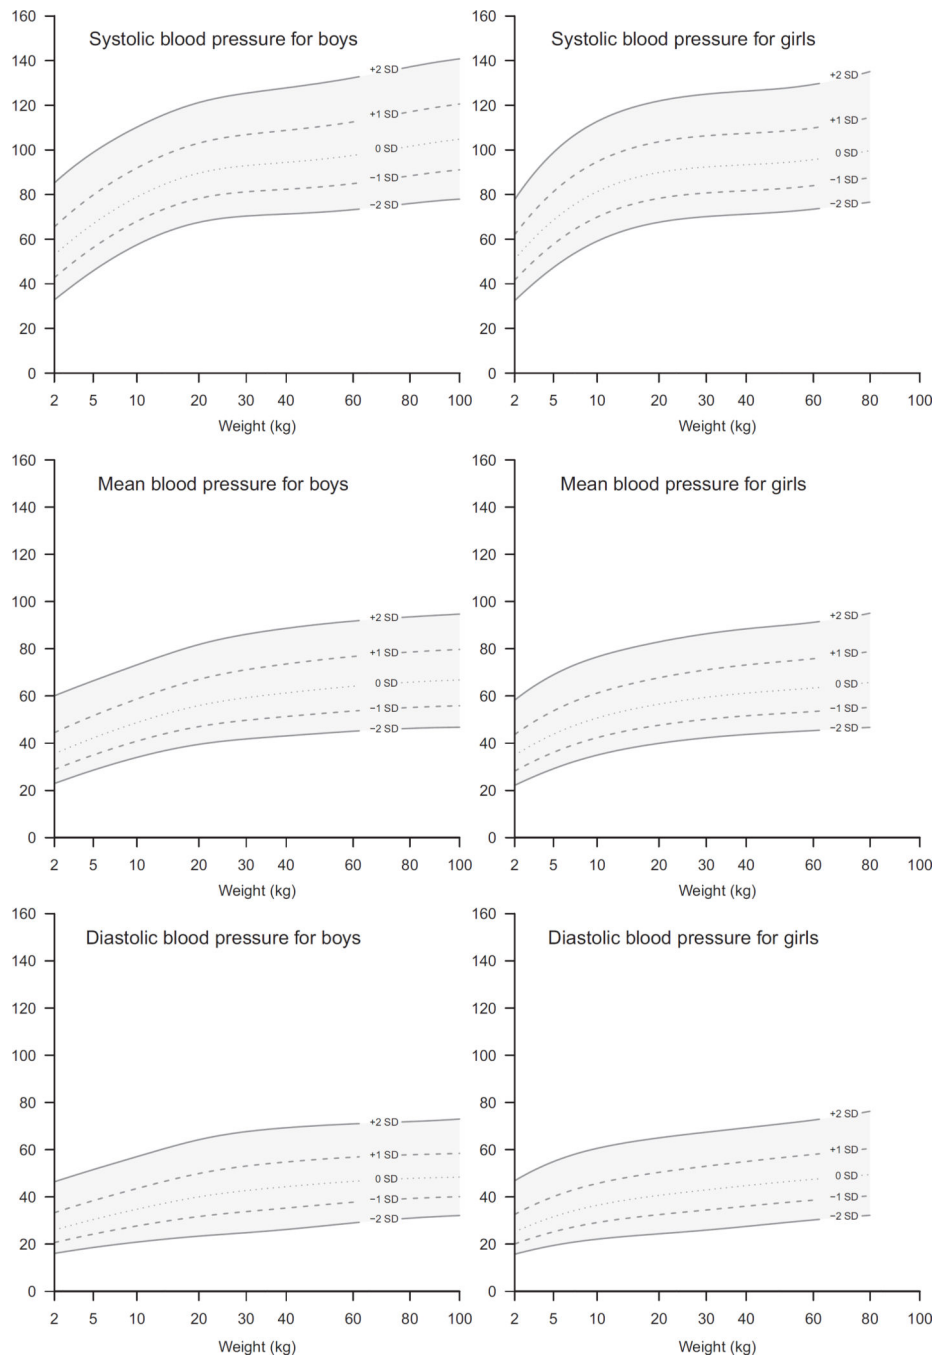 Systolic blood pressure for boys
160
140
120
100
80
60
40
20
0
+2 SD
+1 SD
0 SD
−1 SD
−2 SD
2 5 10 20 30 40 60 80 100
Weight (kg)
Systolic blood pressure for girls
160
140
120
100
80
60
40
20
0
+2 SD
+1 SD
0 SD
−1 SD
−2 SD
2 5 10 20 30 40 60 80 100
Weight (kg)
Mean blood pressure for boys
160
140
120
100
80
60
40
20
0
+2 SD
+1 SD
0 SD
−1 SD
−2 SD
2 5 10 20 30 40 60 80 100
Weight (kg)
Mean blood pressure for girls
160
140
120
100
80
60
40
20
0
+2 SD
+1 SD
0 SD
−1 SD
−2 SD
2 5 10 20 30 40 60 80 100
Weight (kg)
Diastolic blood pressure for boys
160
140
120
100
80
60
40
20
0
+2 SD
+1 SD
0 SD
−1 SD
−2 SD
2 5 10 20 30 40 60 80 100
Weight (kg)
Diastolic blood pressure for girls
160
140
120
100
80
60
40
20
0
+2 SD
+1 SD
0 SD
−1 SD
−2 SD
2 5 10 20 30 40 60 80 100
Weight (kg)